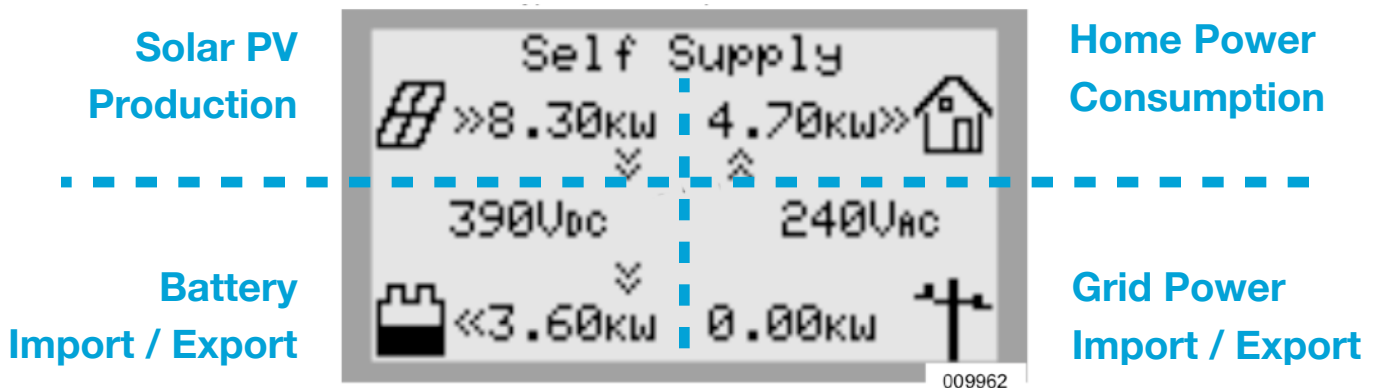 Solar PV
Production
Home Power
Consumption
Self Supply
»8.30KW 4.70KW»
390VDC 240VAC
«3.60KW 0.00KW
Battery
Import / Export
Grid Power
Import / Export
009962